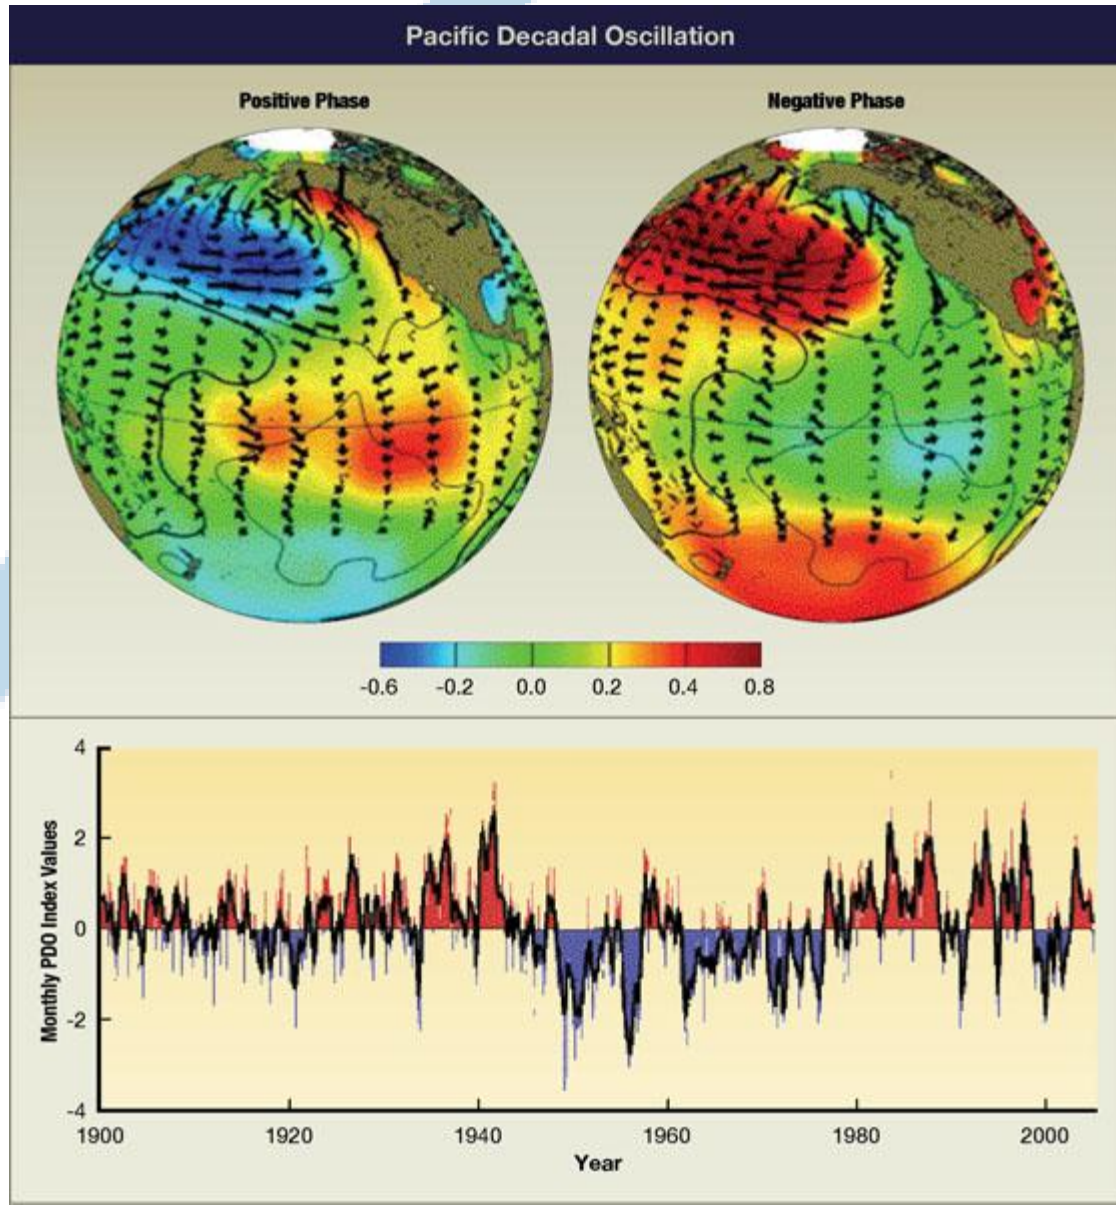 Pacific Decadal Oscillation
Positive Phase Negative Phase
-0.6 -0.2 0.0 0.2 0.4 0.8
Monthly PDO Index Values
4
2
0
-2
-4
1900 1920 1940 1960 1980 2000
Year